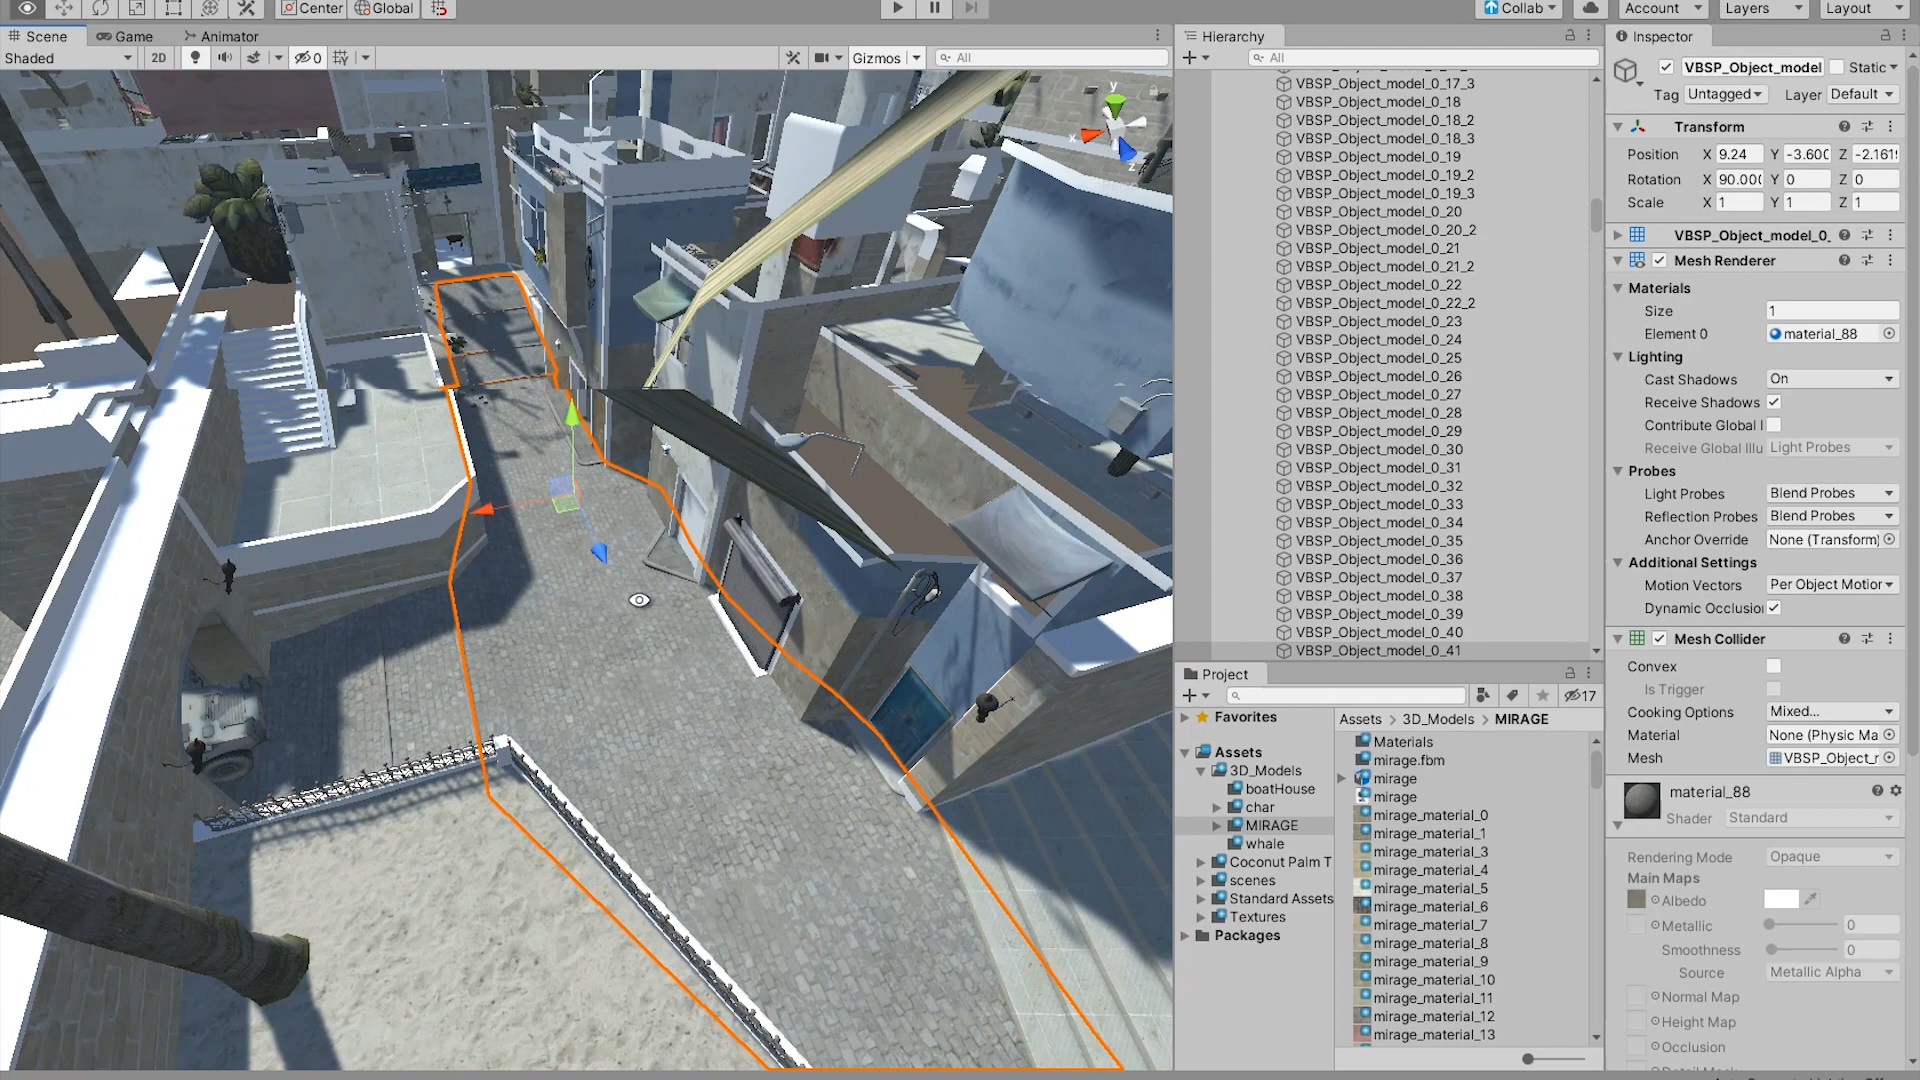 Center
Global
Collab
Account
Layers
Layout
Scene
Game
Animator
Shaded
2D
0
Gizmos
All
y
x
z
Hierarchy
All
VBSP_Object_model_0_17_3
VBSP_Object_model_0_18
VBSP_Object_model_0_18_2
VBSP_Object_model_0_18_3
VBSP_Object_model_0_19
VBSP_Object_model_0_19_2
VBSP_Object_model_0_19_3
VBSP_Object_model_0_20
VBSP_Object_model_0_20_2
VBSP_Object_model_0_21
VBSP_Object_model_0_21_2
VBSP_Object_model_0_22
VBSP_Object_model_0_22_2
VBSP_Object_model_0_23
VBSP_Object_model_0_24
VBSP_Object_model_0_25
VBSP_Object_model_0_26
VBSP_Object_model_0_27
VBSP_Object_model_0_28
VBSP_Object_model_0_29
VBSP_Object_model_0_30
VBSP_Object_model_0_31
VBSP_Object_model_0_32
VBSP_Object_model_0_33
VBSP_Object_model_0_34
VBSP_Object_model_0_35
VBSP_Object_model_0_36
VBSP_Object_model_0_37
VBSP_Object_model_0_38
VBSP_Object_model_0_39
VBSP_Object_model_0_40
VBSP_Object_model_0_41
Project
17
Favorites
Assets
3D_Models
boatHouse
char
MIRAGE
whale
Coconut Palm T
scenes
Standard Assets
Textures
Packages
Assets > 3D_Models > MIRAGE
Materials
mirage.fbm
mirage
mirage
mirage_material_0
mirage_material_1
mirage_material_3
mirage_material_4
mirage_material_5
mirage_material_6
mirage_material_7
mirage_material_8
mirage_material_9
mirage_material_10
mirage_material_11
mirage_material_12
mirage_material_13
Inspector
VBSP_Object_model
Static
Tag Untagged Layer Default
Transform
Position X 9.24 Y -3.600 Z -2.161
Rotation X 90.000 Y 0 Z 0
Scale X 1 Y 1 Z 1
VBSP_Object_model_0_
Mesh Renderer
Materials
Size 1
Element 0 material_88
Lighting
Cast Shadows On
Receive Shadows
Contribute Global I
Receive Global Illu Light Probes
Probes
Light Probes Blend Probes
Reflection Probes Blend Probes
Anchor Override None (Transform)
Additional Settings
Motion Vectors Per Object Motior
Dynamic Occlusio
Mesh Collider
Convex
Is Trigger
Cooking Options Mixed...
Material None (Physic Ma
Mesh VBSP_Object_r
material_88
Shader Standard
Rendering Mode Opaque
Main Maps
Albedo
Metallic 0
Smoothness 0
Source Metallic Alpha
Normal Map
Height Map
Occlusion